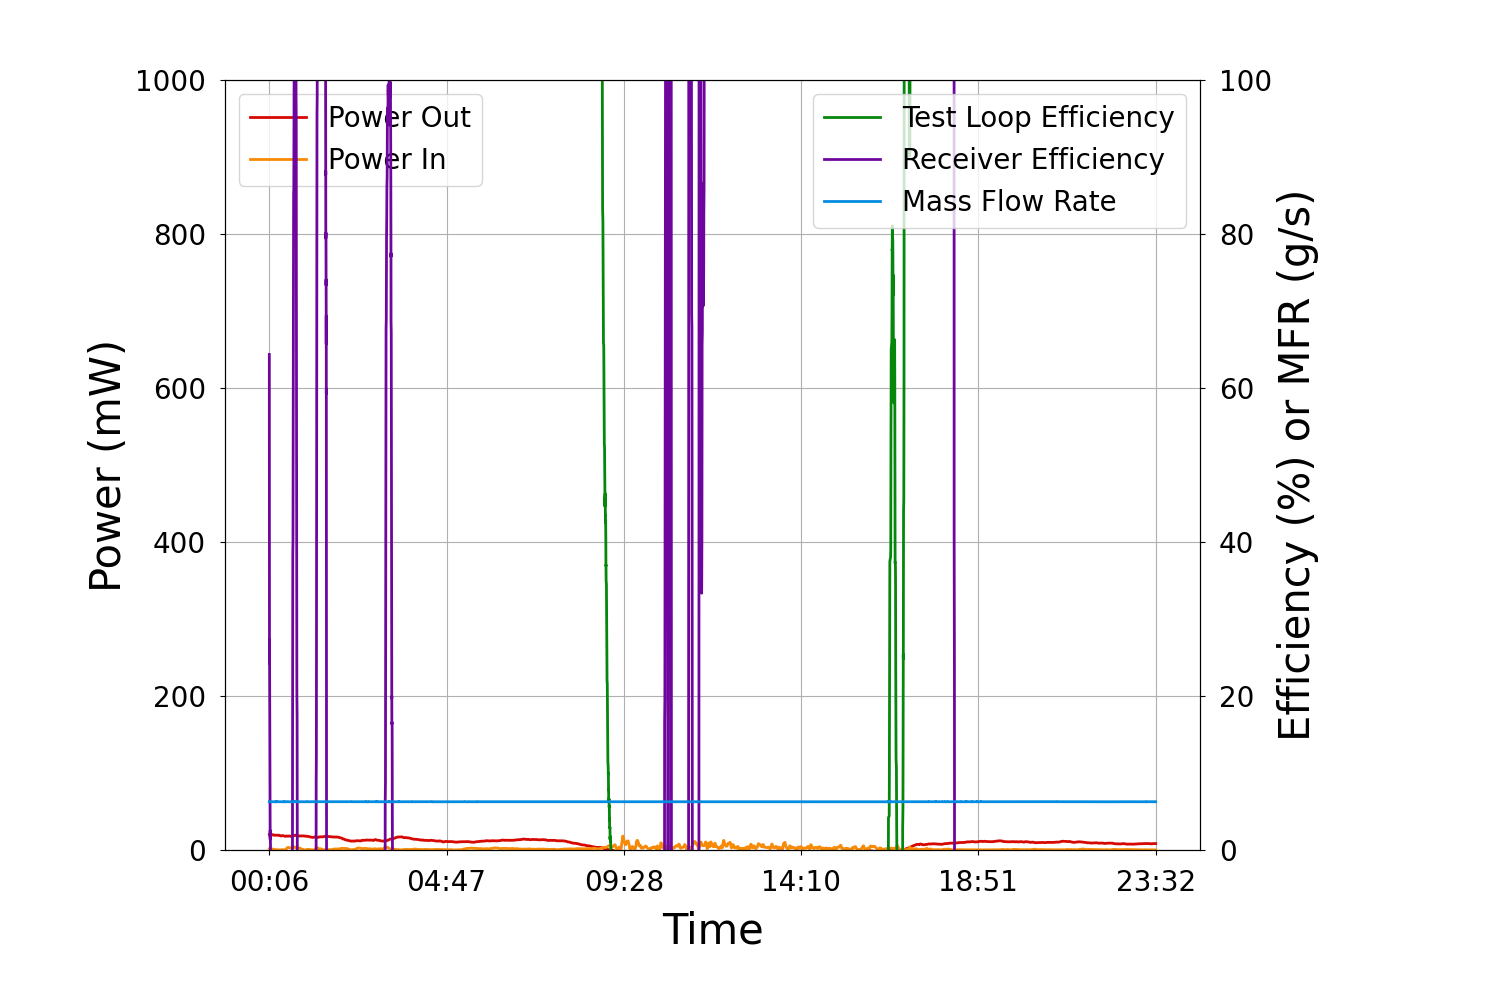 1000
800
600
400
200
0
Power (mW)
Power Out
Power In
Test Loop Efficiency
Receiver Efficiency
Mass Flow Rate
100
80
60
40
20
0
Efficiency (%) or MFR (g/s)
00:06
04:47
09:28
14:10
18:51
23:32
Time